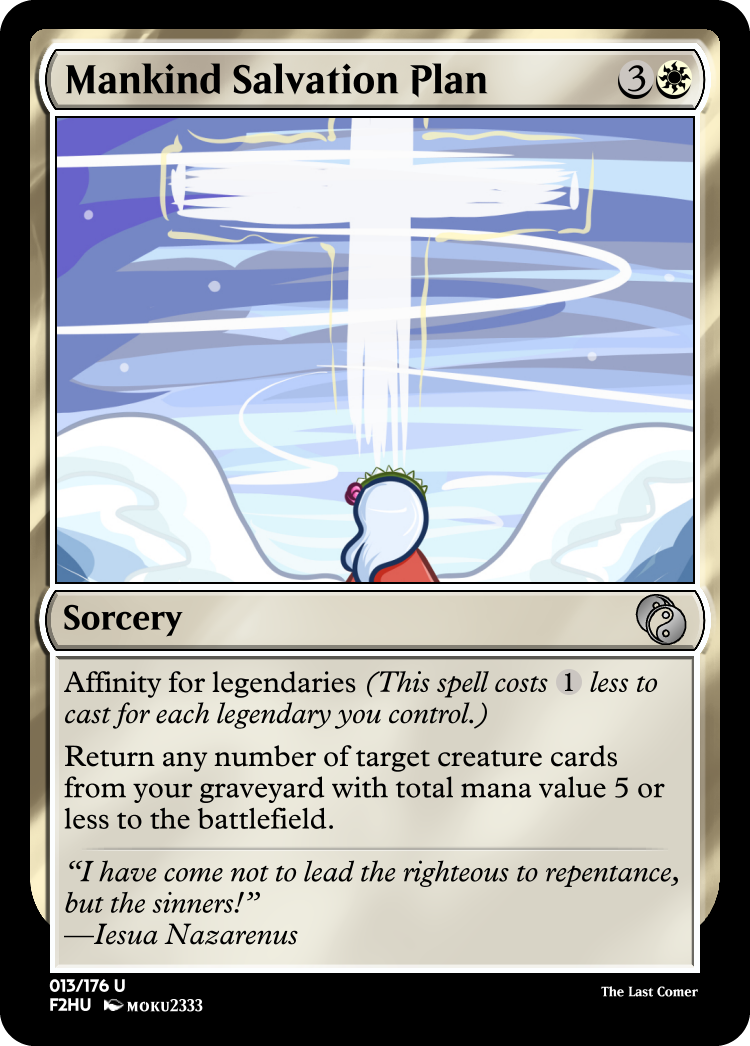 Mankind Salvation Plan 3
Sorcery
Affinity for legendaries (This spell costs 1 less to
cast for each legendary you control.)
Return any number of target creature cards
from your graveyard with total mana value 5 or
less to the battlefield.
“I have come not to lead the righteous to repentance,
but the sinners!”
—Iesua Nazarenus
013/176 U
F2HU MOKU2333
The Last Comer